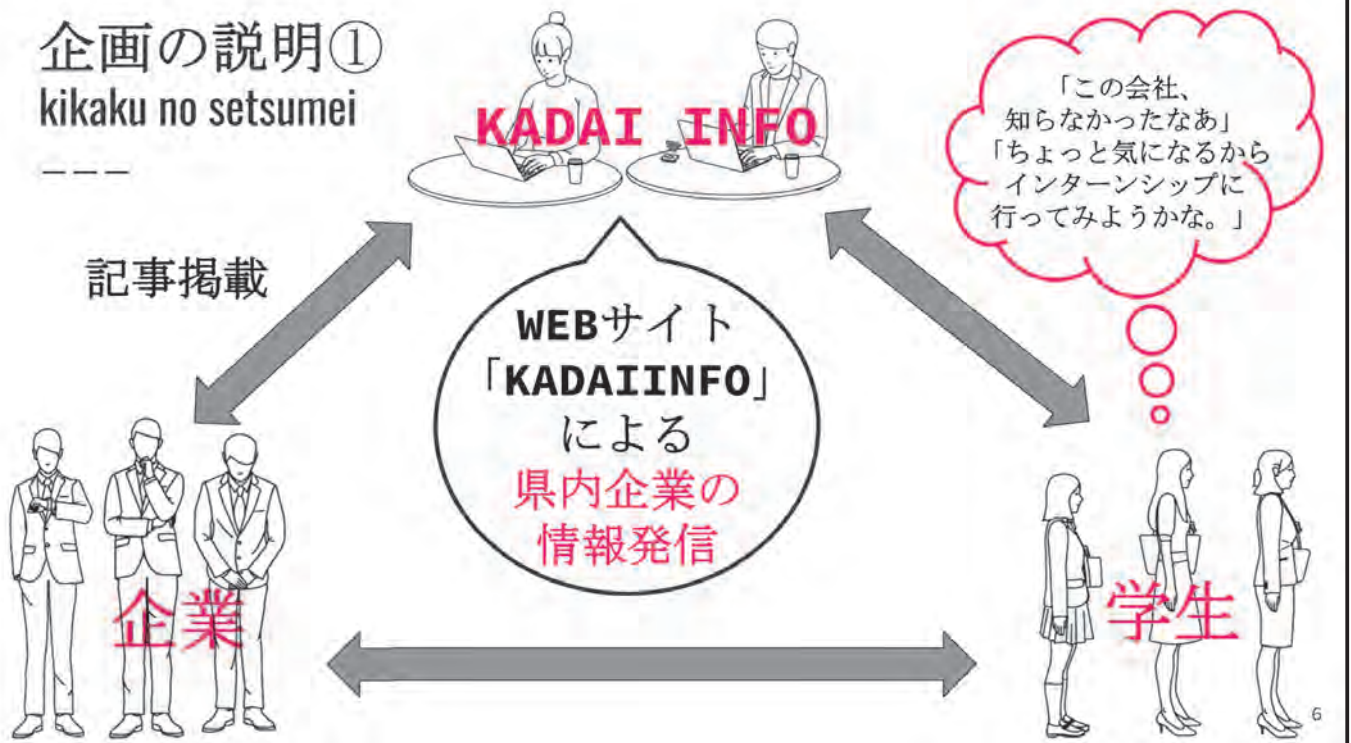 企画の説明①
kikaku no setsumei
---
KADAI INFO
記事掲載
WEBサイト
「KADAIINFO」
による
県内企業の
情報発信
「この会社、
知らなかったなあ」
「ちょっと気になるから
インターンシップに
行ってみようかな。」
企業
学生
6